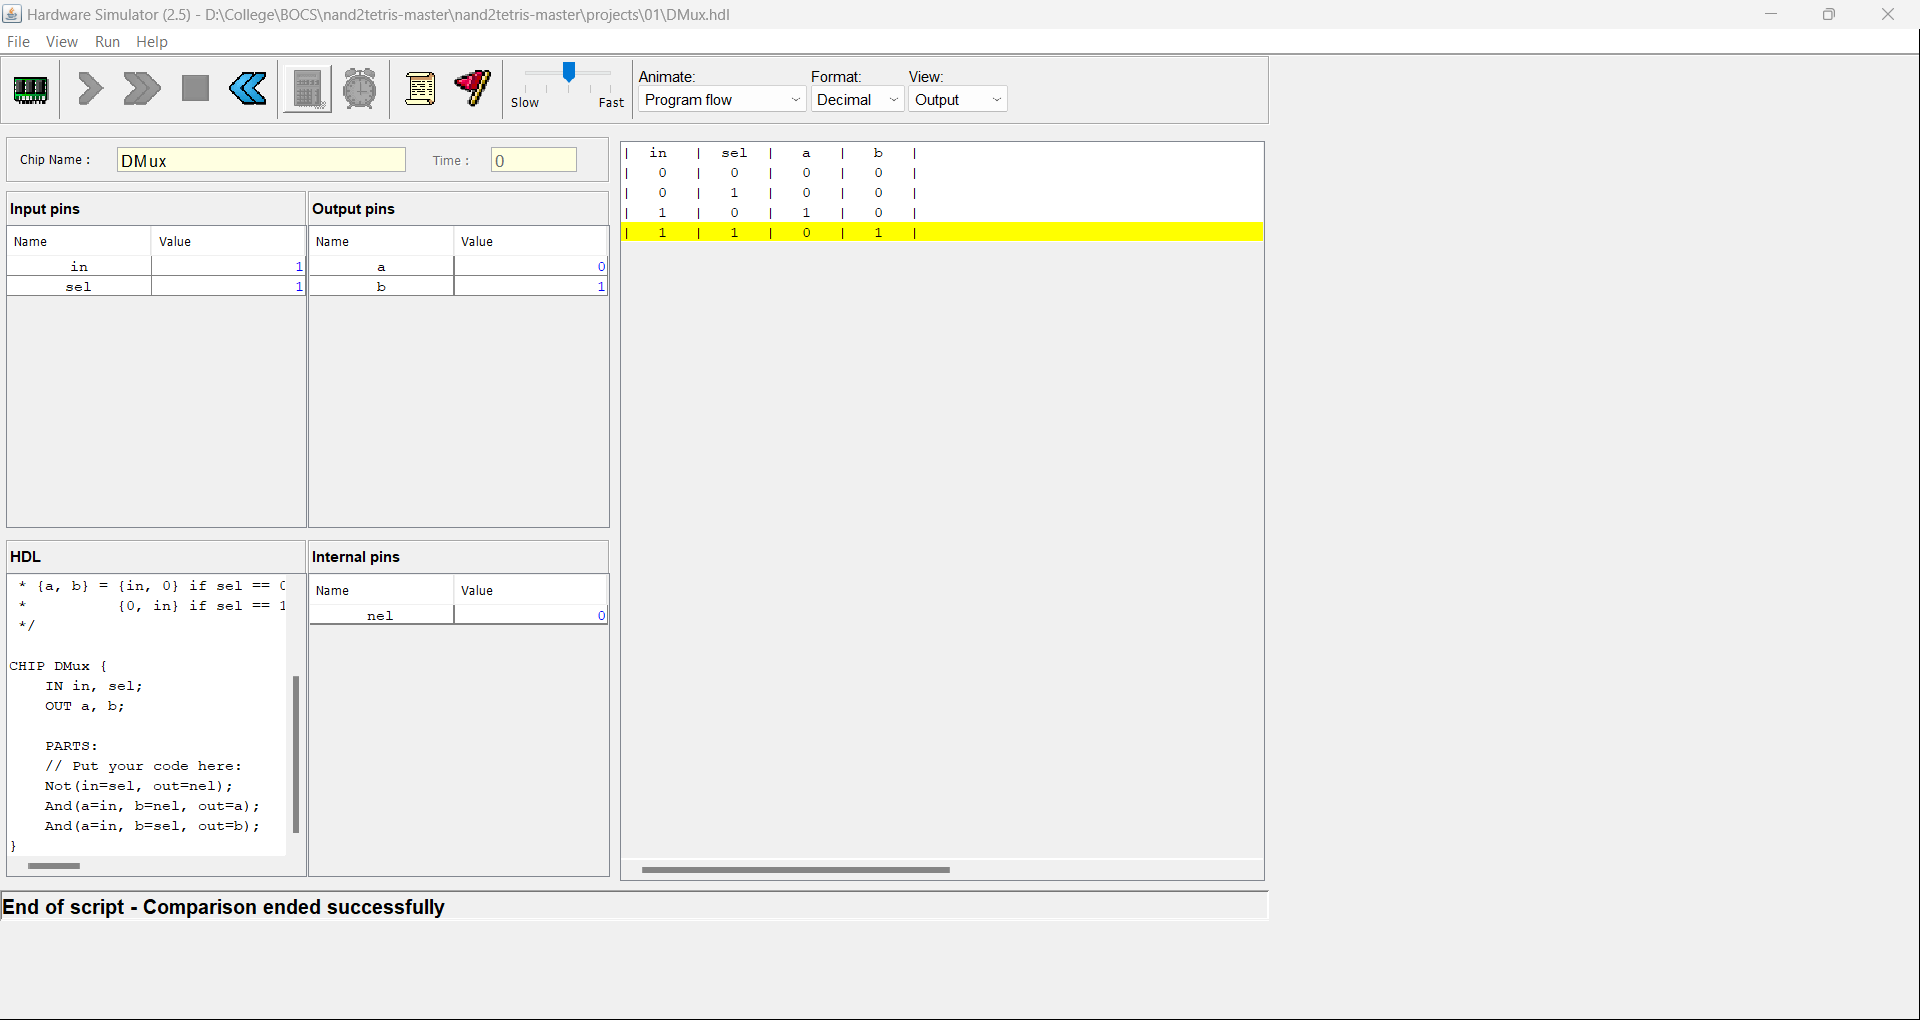 Hardware Simulator (2.5) - D:\College\BOCS\nand2tetris-master\nand2tetris-master\projects\01\DMux.hdl
File View Run Help
Slow Fast
Animate: Format: View:
Program flow Decimal Output
Chip Name : DMux Time : 0
Input pins
Name Value
in 1
sel 1
Output pins
Name Value
a 0
b 1
| in | sel | a | b |
| 0 | 0 | 0 | 0 |
| 0 | 1 | 0 | 0 |
| 1 | 0 | 1 | 0 |
| 1 | 1 | 0 | 1 |
HDL
* {a, b} = {in, 0} if sel ==
* {0, in} if sel == 1
*/
CHIP DMux {
IN in, sel;
OUT a, b;
PARTS:
// Put your code here:
Not(in=sel, out=nel);
And(a=in, b=nel, out=a);
And(a=in, b=sel, out=b);
}
Internal pins
Name Value
nel 0
End of script - Comparison ended successfully